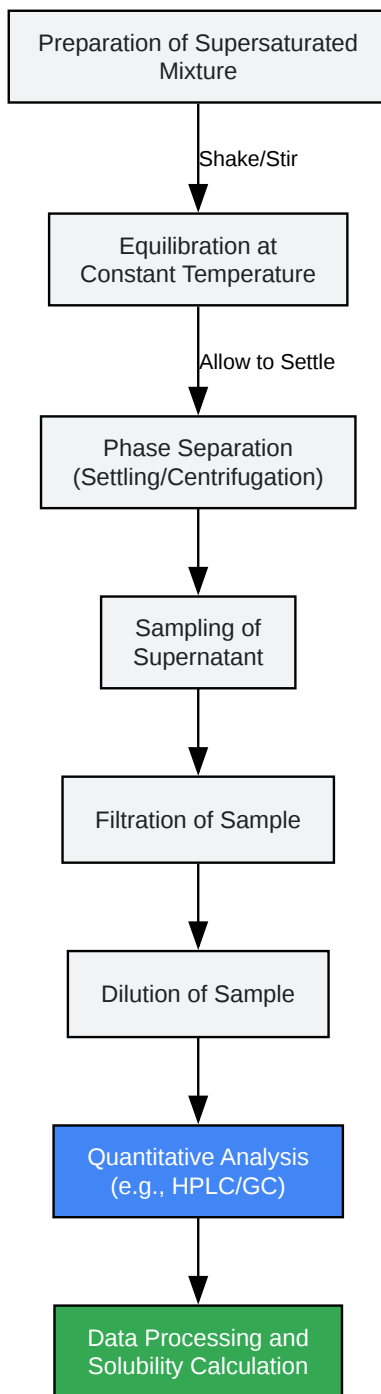 Preparation of Supersaturated
Mixture
Shake/Stir
Equilibration at
Constant Temperature
Allow to Settle
Phase Separation
(Settling/Centrifugation)
Sampling of
Supernatant
Filtration of Sample
Dilution of Sample
Quantitative Analysis
(e.g., HPLC/GC)
Data Processing and
Solubility Calculation